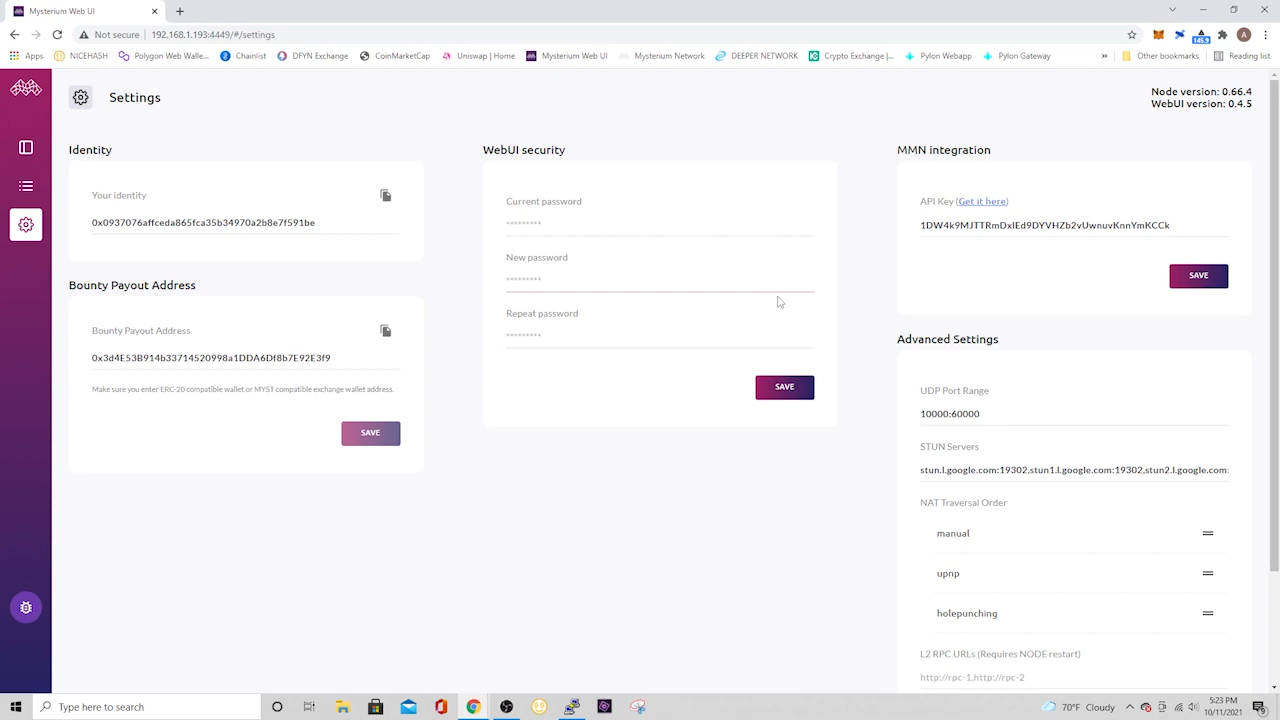 Mysterium Web UI
Not secure
192.168.1.193:4449/#/settings
145.9
A
Apps
NICEHASH
Polygon Web Walle...
Chainlist
DFYN Exchange
CoinMarketCap
Uniswap | Home
Mysterium Web UI
Mysterium Network
DEEPER NETWORK
Crypto Exchange |...
Pylon Webapp
Pylon Gateway
»
Other bookmarks
Reading list
Settings
Node version: 0.66.4
WebUI version: 0.4.5
Identity
Your identity
0x0937076affceda865fca35b34970a2b8e7f591be
Bounty Payout Address
Bounty Payout Address
0x3d4E53B914b33714520998a1DDA6Df8b7E92E3f9
Make sure you enter ERC-20 compatible wallet or MYST compatible exchange wallet address.
SAVE
WebUI security
Current password
*********
New password
*********
Repeat password
*********
SAVE
MMN integration
API Key (Get it here)
1DW4k9MJTTRmDxlEd9DYVHZb2vUwnuvKnnYmKCCk
SAVE
Advanced Settings
UDP Port Range
10000:60000
STUN Servers
stun.l.google.com:19302,stun1.l.google.com:19302,stun2.l.google.com:
NAT Traversal Order
manual
upnp
holepunching
L2 RPC URLs (Requires NODE restart)
http://rpc-1,http://rpc-2
Type here to search
70°F Cloudy
5:23 PM
10/11/2021